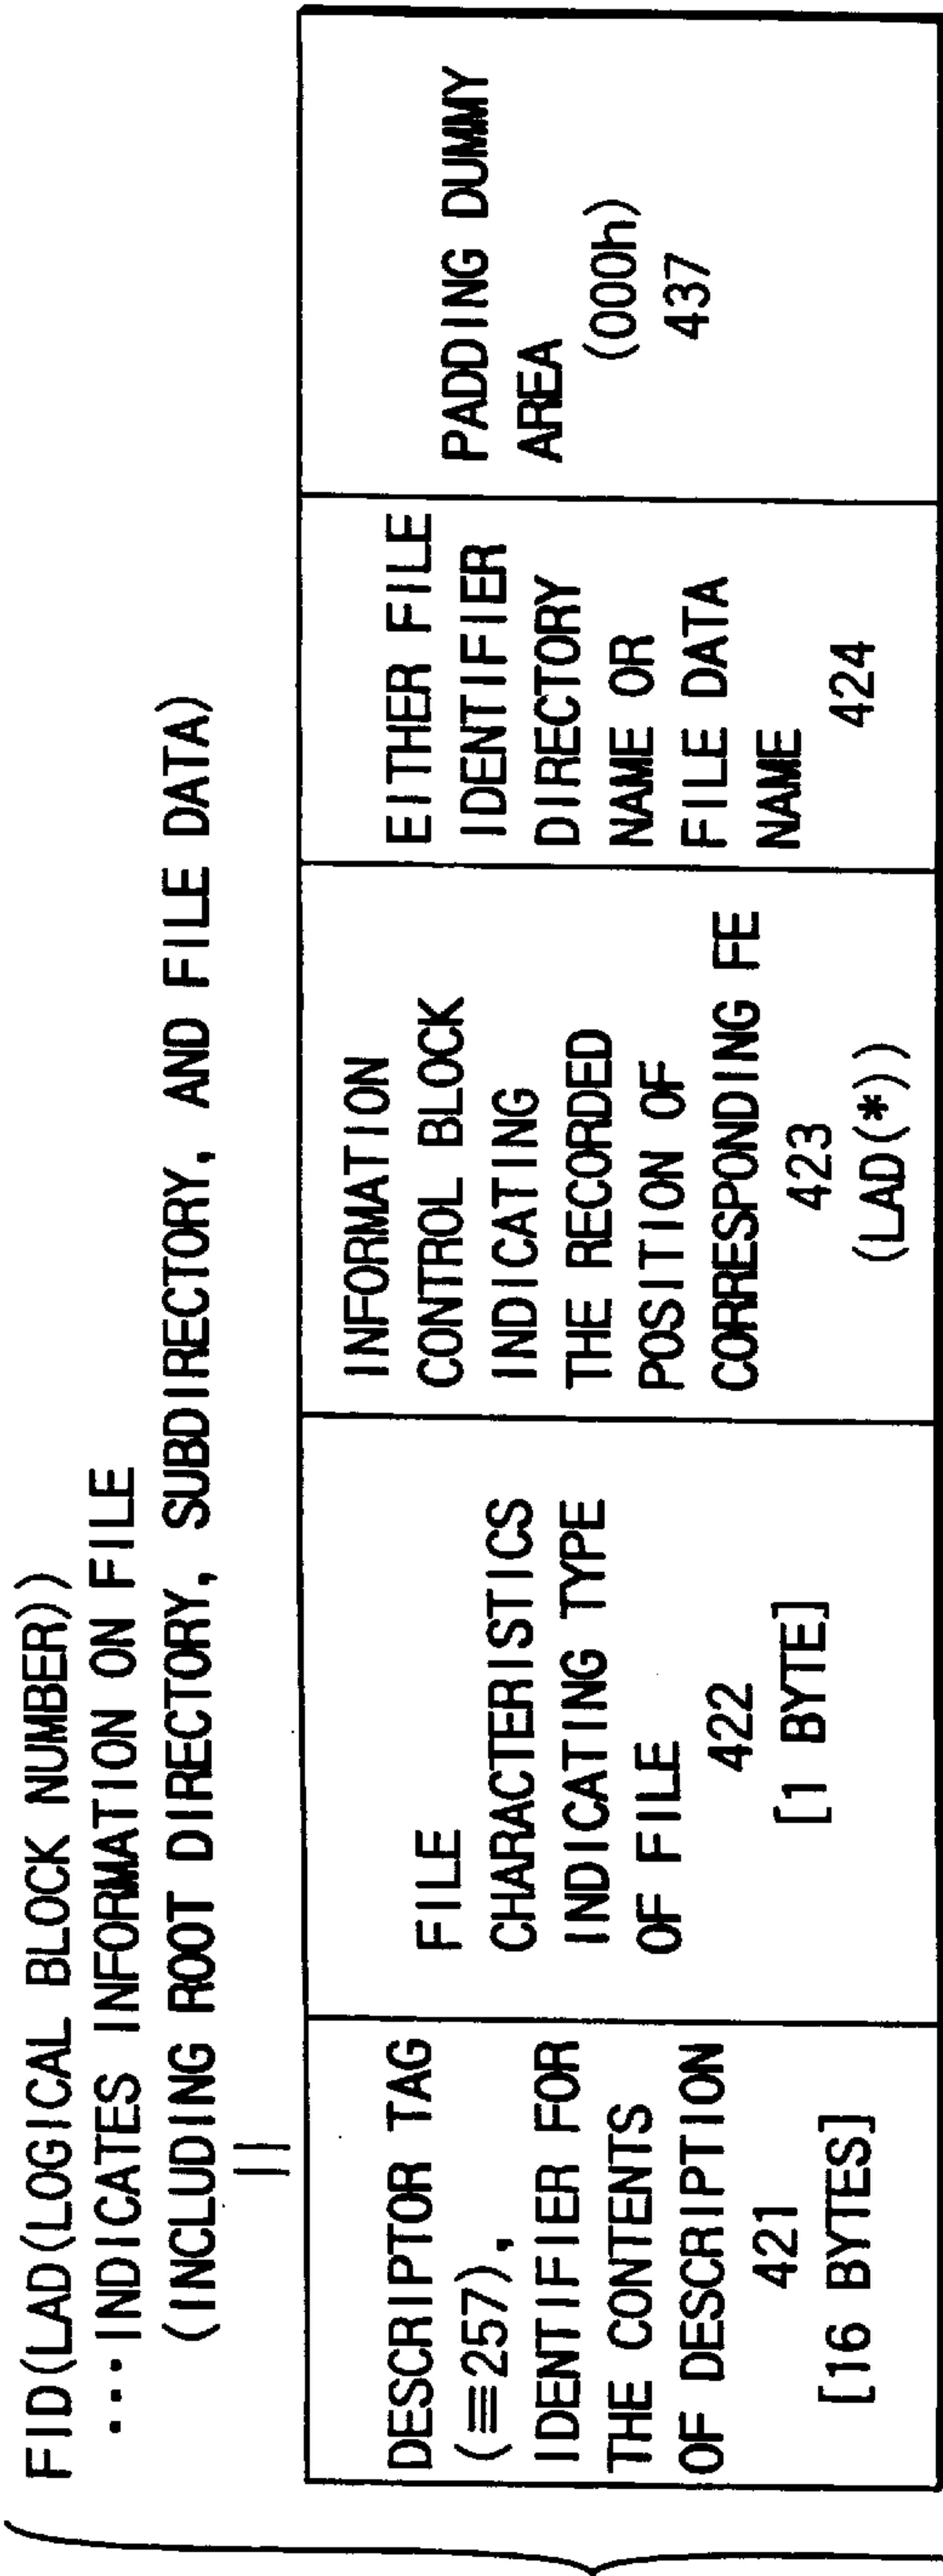 FID(LAD(LOGICAL BLOCK NUMBER))
··· INDICATES INFORMATION ON FILE
(INCLUDING ROOT DIRECTORY, SUBDIRECTORY, AND FILE DATA)
||
DESCRIPTOR TAG
(≡257),
IDENTIFIER FOR
THE CONTENTS
OF DESCRIPTION
421
[16 BYTES]
FILE
CHARACTERISTICS
INDICATING TYPE
OF FILE
422
[1 BYTE]
INFORMATION
CONTROL BLOCK
INDICATING
THE RECORDED
POSITION OF
CORRESPONDING FE
423
(LAD(*))
EITHER FILE
IDENTIFIER
DIRECTORY
NAME OR
FILE DATA
NAME
424
PADDING DUMMY
AREA
(000h)
437